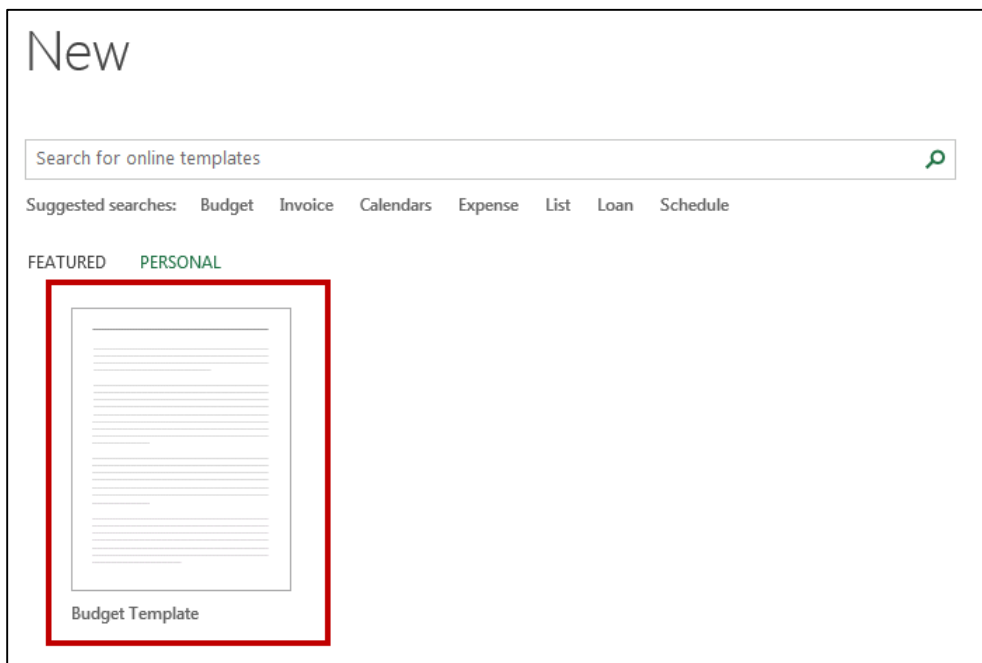 New
Search for online templates
Suggested searches: Budget Invoice Calendars Expense List Loan Schedule
FEATURED PERSONAL
Budget Template